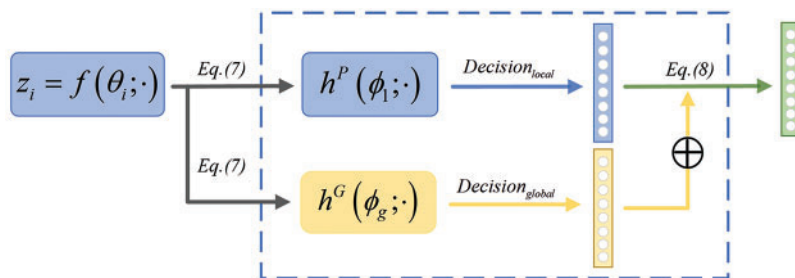 z_i = f(θ_i;·)
Eq.(7)
h^P(ϕ_1;·)
Decision_local
Eq.(8)
Eq.(7)
h^G(ϕ_g;·)
Decision_global
⊕